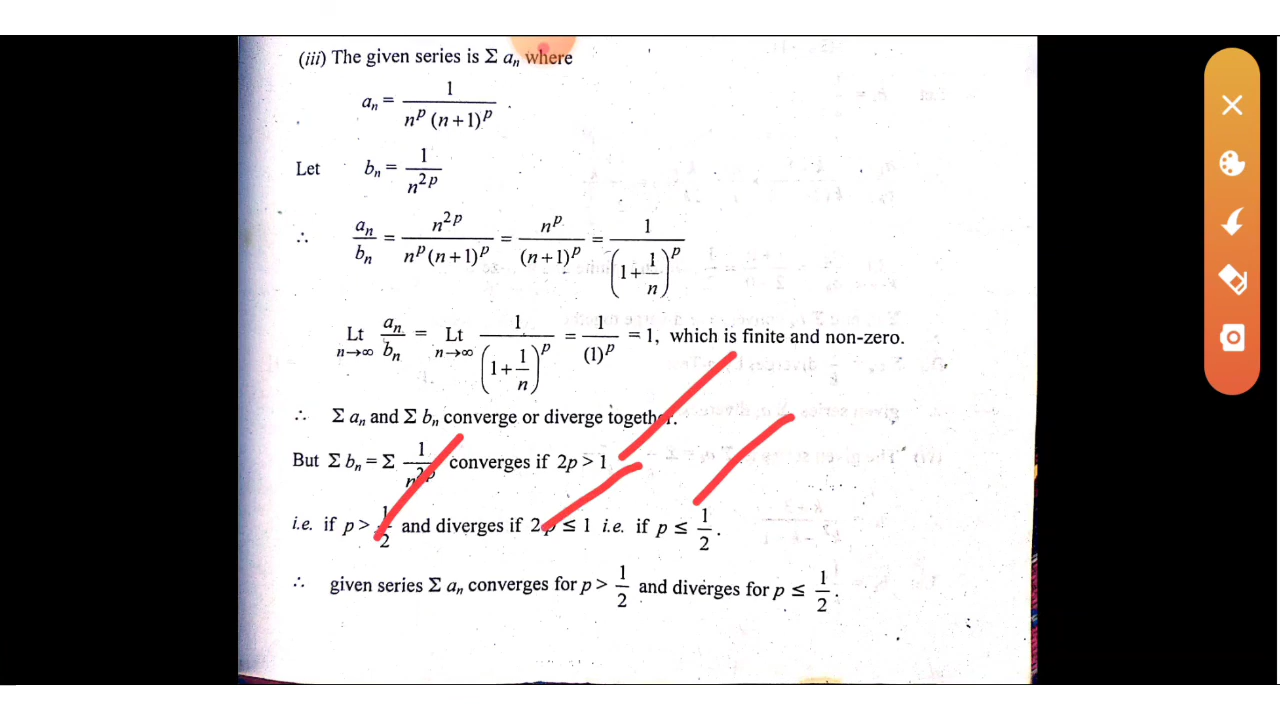 (iii) The given series is Σ aₙ where
aₙ = 1 / nᵖ (n+1)ᵖ .
Let bₙ = 1 / n²ᵖ
∴ aₙ / bₙ = n²ᵖ / nᵖ (n+1)ᵖ = nᵖ / (n+1)ᵖ = 1 / (1 + 1/n)ᵖ
Lt n→∞ aₙ / bₙ = Lt n→∞ 1 / (1 + 1/n)ᵖ = 1 / (1)ᵖ = 1, which is finite and non-zero.
∴ Σ aₙ and Σ bₙ converge or diverge together.
But Σ bₙ = Σ 1 / n²ᵖ converges if 2p > 1
i.e. if p > 1/2 and diverges if 2p ≤ 1 i.e. if p ≤ 1/2 .
∴ given series Σ aₙ converges for p > 1/2 and diverges for p ≤ 1/2 .